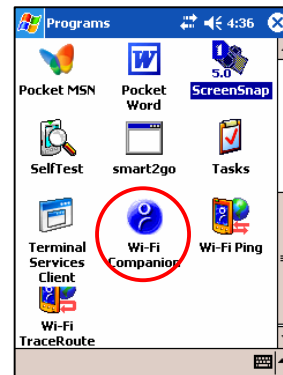 Programs 4:36
5.0
Pocket MSN Pocket Word ScreenSnap
SelfTest smart2go Tasks
Terminal Services Client Wi-Fi Companion Wi-Fi Ping
Wi-Fi TraceRoute